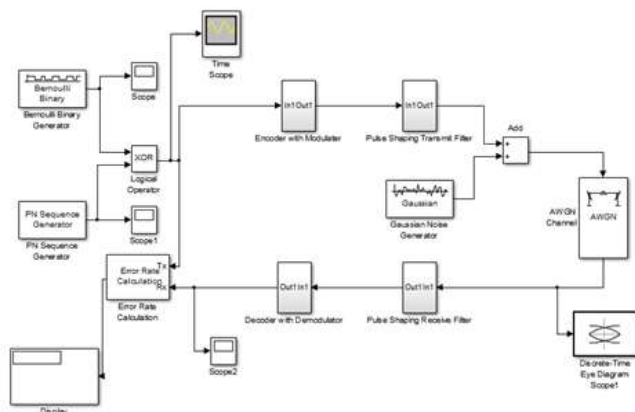 Time
Scope
Bernoulli
Binary
Bernoulli Binary
Generator
Scope
XOR
Logical
Operator
PN Sequence
Generator
PN Sequence
Generator
Scope1
In1 Out1
Encoder with Modulater
In1 Out1
Pulse Shaping Transmit Filter
Add
+
+
Gaussian
Gaussian Noise
Generator
AWGN
Channel
AWGN
Error Rate
Calculation
Tx
Rx
Error Rate
Calculation
Out1 In1
Decoder with Demodulator
Out1 In1
Pulse Shaping Receive Filter
Scope2
Discrete-Time
Eye Diagram
Scope1
Display